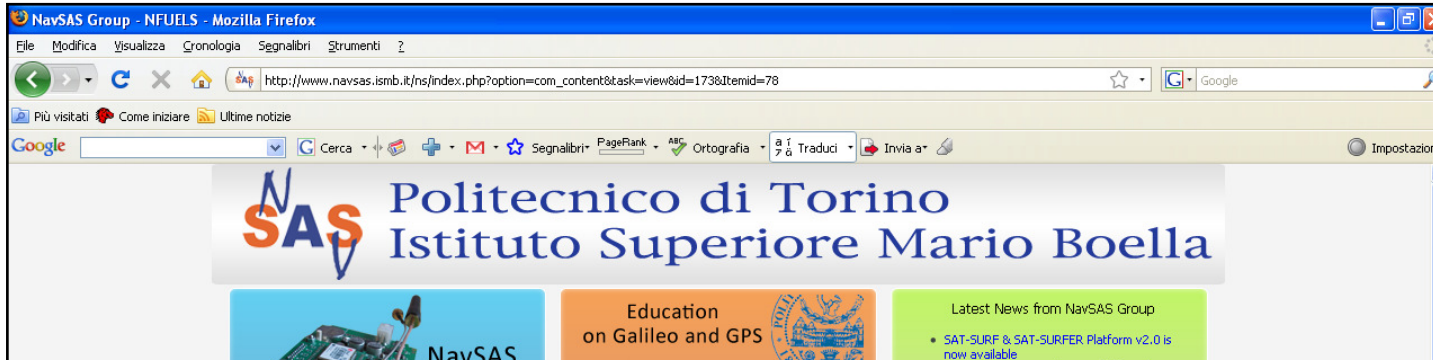 NavSAS Group - NFUELS - Mozilla Firefox
File Modifica Visualizza Cronologia Segnalibri Strumenti ?
http://www.navsas.ismb.it/ns/index.php?option=com_content&task=view&id=173&Itemid=78
G Google
Più visitati Come iniziare Ultime notizie
Google G Cerca Segnalibri PageRank ABC Ortografia Traduci Invia a Impostazion
NavSAS Politecnico di Torino
Istituto Superiore Mario Boella
NavSAS
Education
on Galileo and GPS
Latest News from NavSAS Group
SAT-SURF & SAT-SURFER Platform v2.0 is
now available